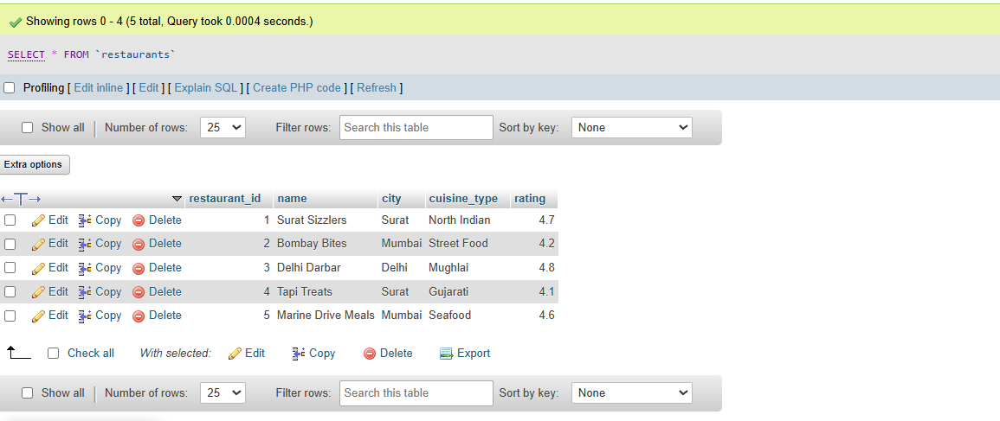 Showing rows 0 - 4 (5 total, Query took 0.0004 seconds.)
SELECT * FROM `restaurants`
Profiling [ Edit inline ] [ Edit ] [ Explain SQL ] [ Create PHP code ] [ Refresh ]
Show all Number of rows: 25 Filter rows: Search this table Sort by key: None
Extra options
restaurant_id name city cuisine_type rating
Edit Copy Delete 1 Surat Sizzlers Surat North Indian 4.7
Edit Copy Delete 2 Bombay Bites Mumbai Street Food 4.2
Edit Copy Delete 3 Delhi Darbar Delhi Mughlai 4.8
Edit Copy Delete 4 Tapi Treats Surat Gujarati 4.1
Edit Copy Delete 5 Marine Drive Meals Mumbai Seafood 4.6
Check all With selected: Edit Copy Delete Export
Show all Number of rows: 25 Filter rows: Search this table Sort by key: None